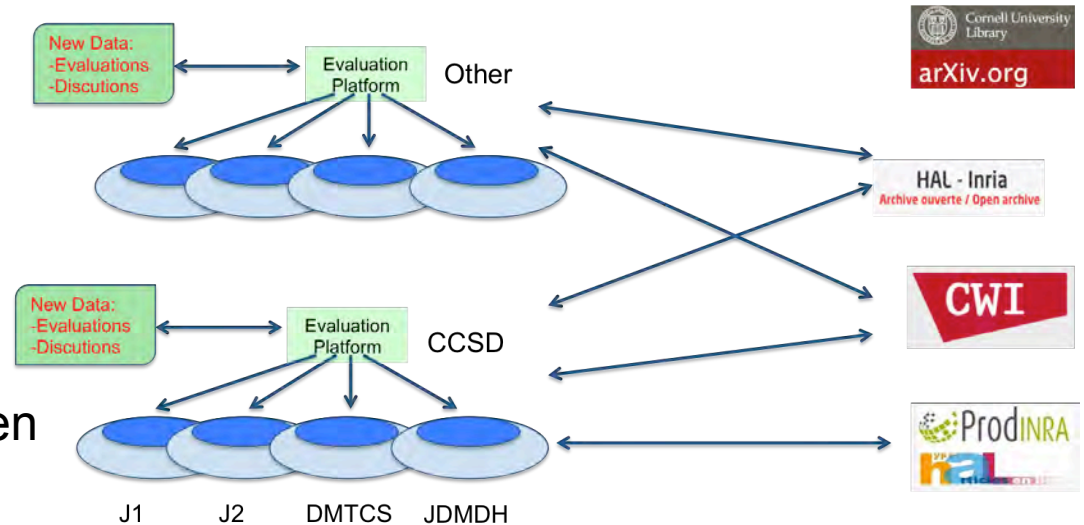 New Data:
-Evaluations
-Discutions
Evaluation
Platform
Other
Cornell University
Library
arXiv.org
HAL - Inria
Archive ouverte / Open archive
New Data:
-Evaluations
-Discutions
Evaluation
Platform
CCSD
CWI
en
ProdINRA
hal
J1
J2
DMTCS
JDMDH